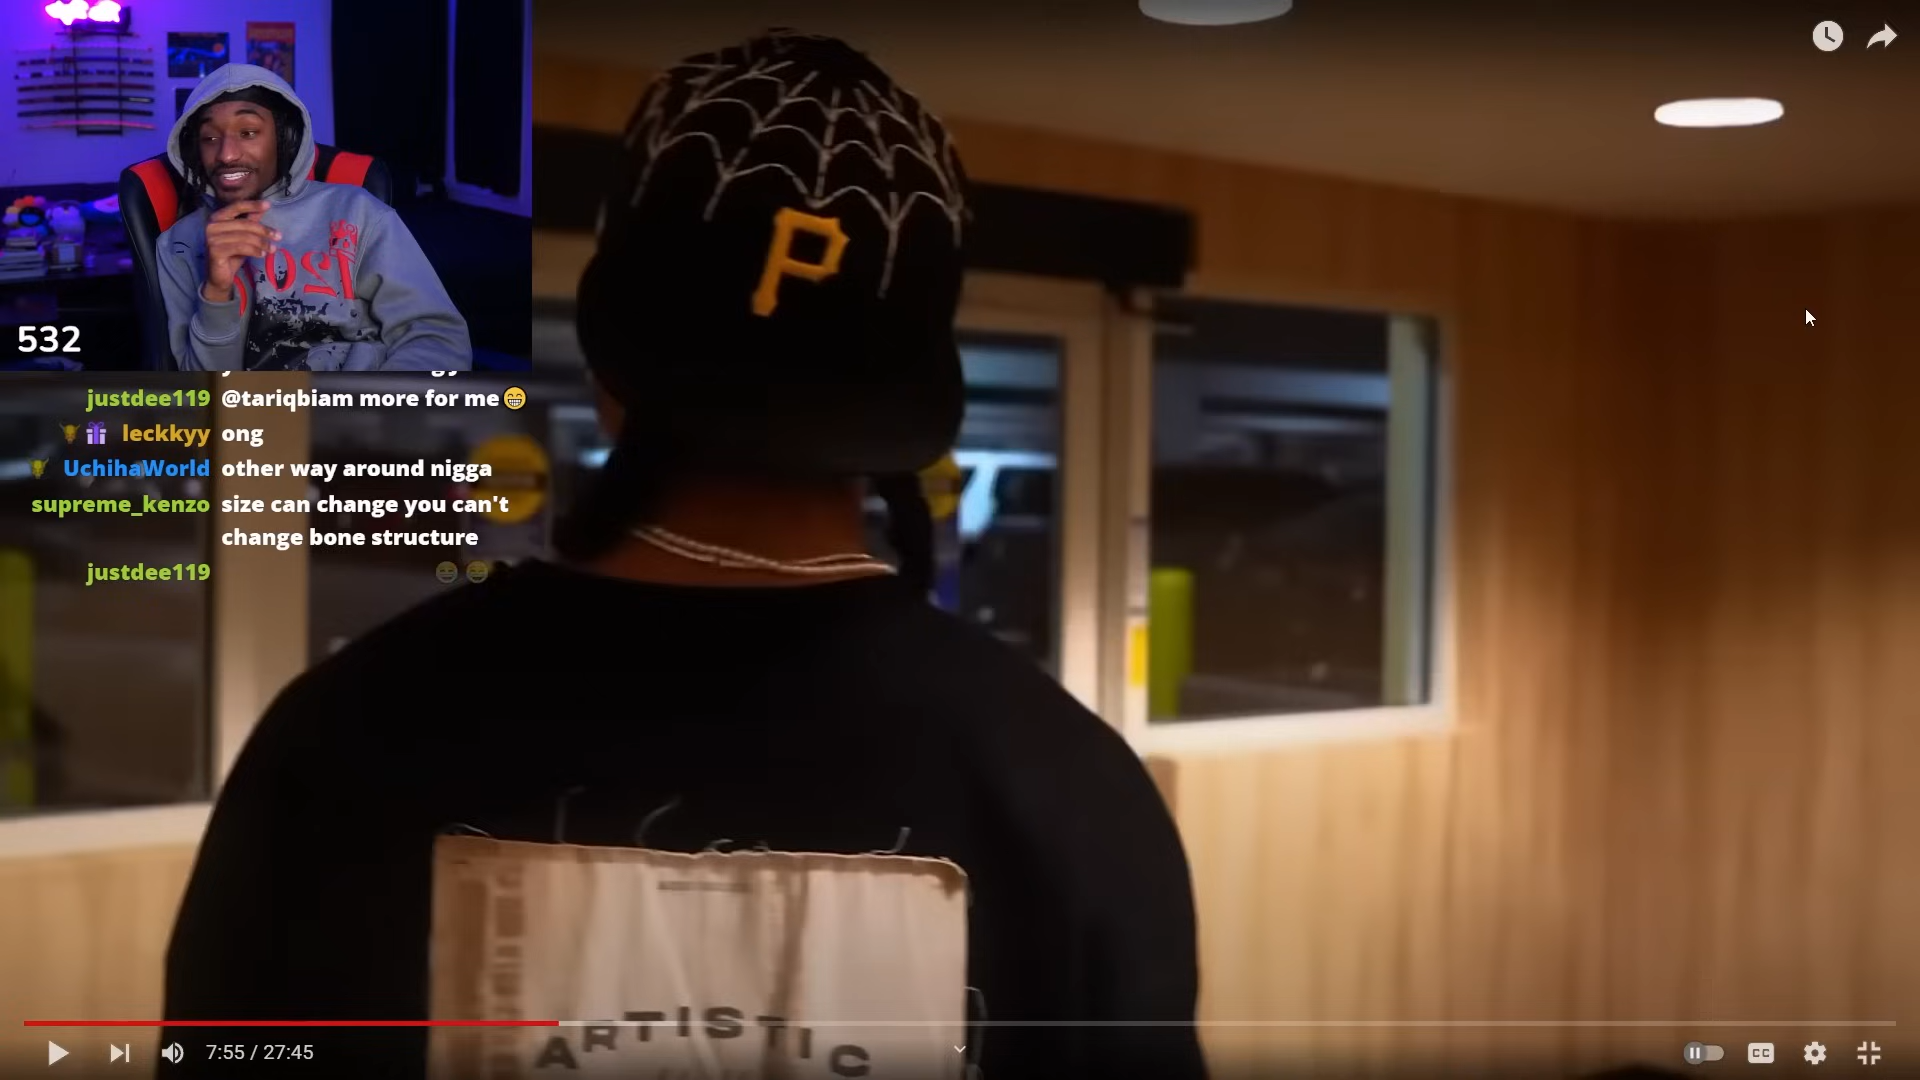 P
532
justdee119 @tariqbiam more for me
leckkyy ong
UchihaWorld other way around nigga
supreme_kenzo size can change you can't
change bone structure
justdee119
ARTISTIC
7:55 / 27:45
CC